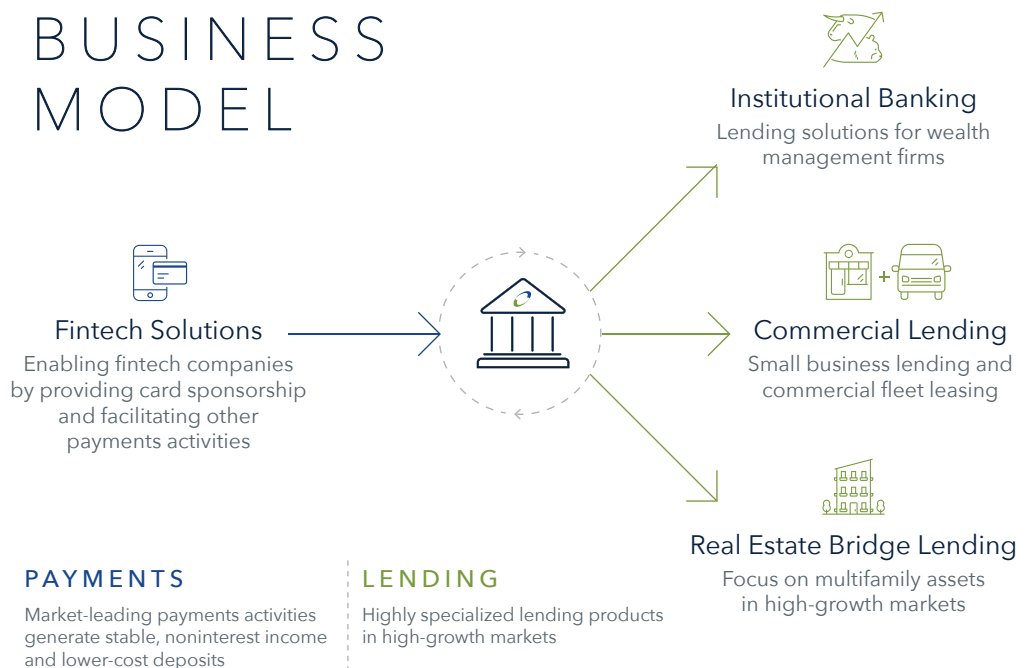 BUSINESS
MODEL
Institutional Banking
Lending solutions for wealth
management firms
Fintech Solutions
Enabling fintech companies
by providing card sponsorship
and facilitating other
payments activities
Commercial Lending
Small business lending and
commercial fleet leasing
Real Estate Bridge Lending
Focus on multifamily assets
in high-growth markets
PAYMENTS
Market-leading payments activities
generate stable, noninterest income
and lower-cost deposits
LENDING
Highly specialized lending products
in high-growth markets